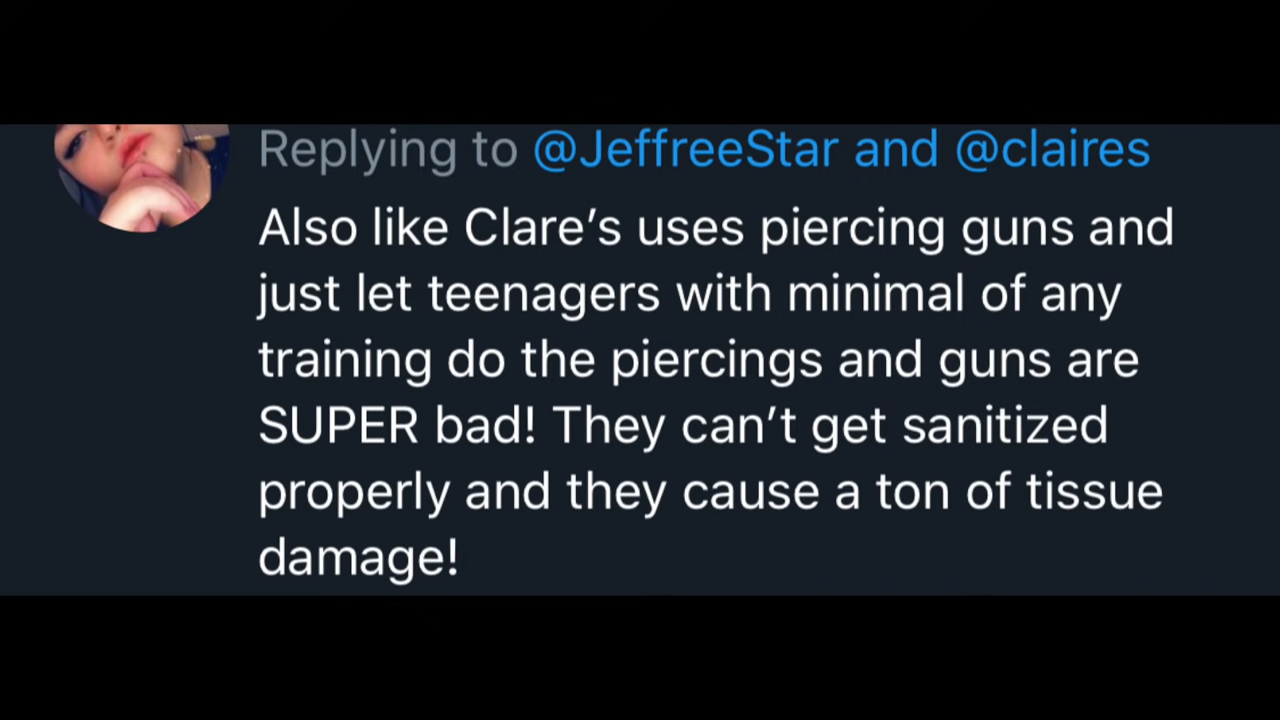 Replying to @JeffreeStar and @claires
Also like Clare’s uses piercing guns and
just let teenagers with minimal of any
training do the piercings and guns are
SUPER bad! They can’t get sanitized
properly and they cause a ton of tissue
damage!